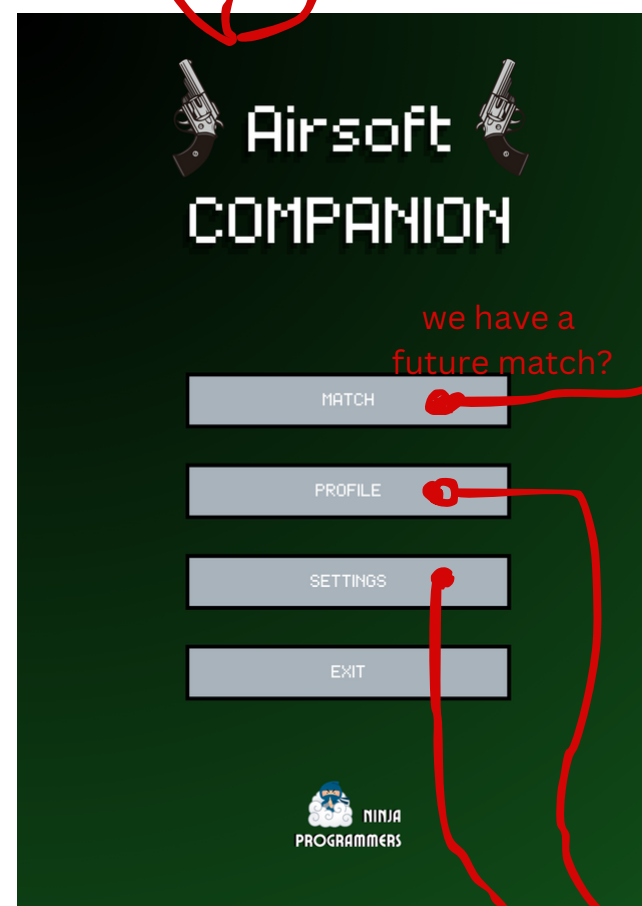 Airsoft
COMPANION
we have a
future match?
MATCH
PROFILE
SETTINGS
EXIT
NINJA
PROGRAMMERS